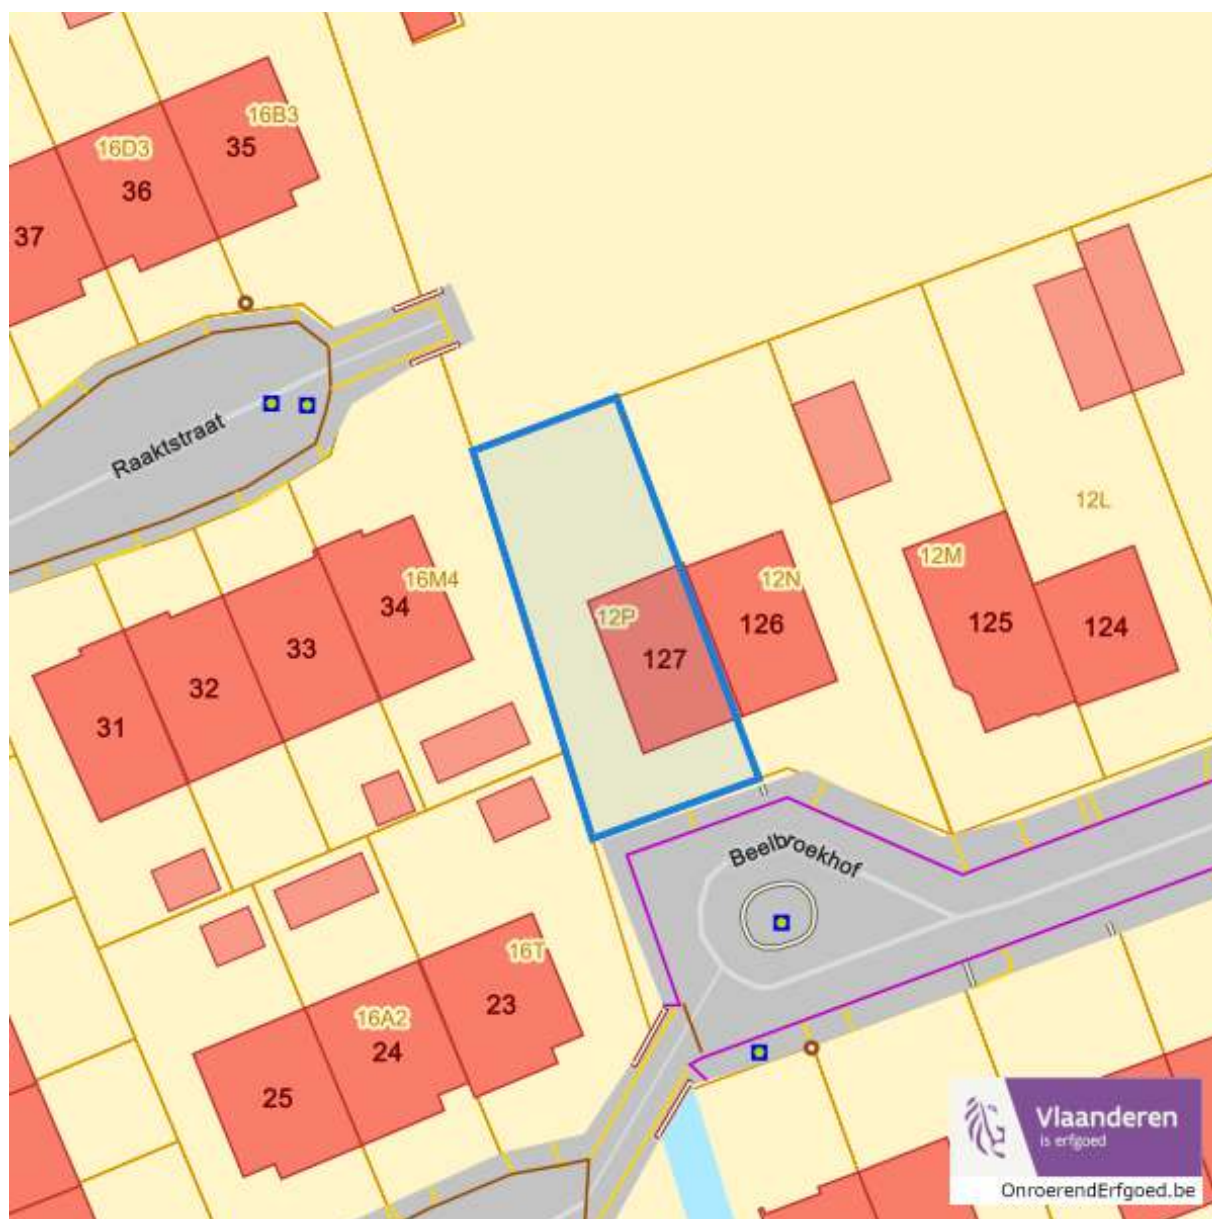 16B3
35
16D3
36
37
Raaktstraat
12L
12M
12N
16M4
34
12P
126
125
124
127
33
32
31
Beelbroekhof
16T
23
16A2
24
25
Vlaanderen
is erfgoed
OnroerendErfgoed.be